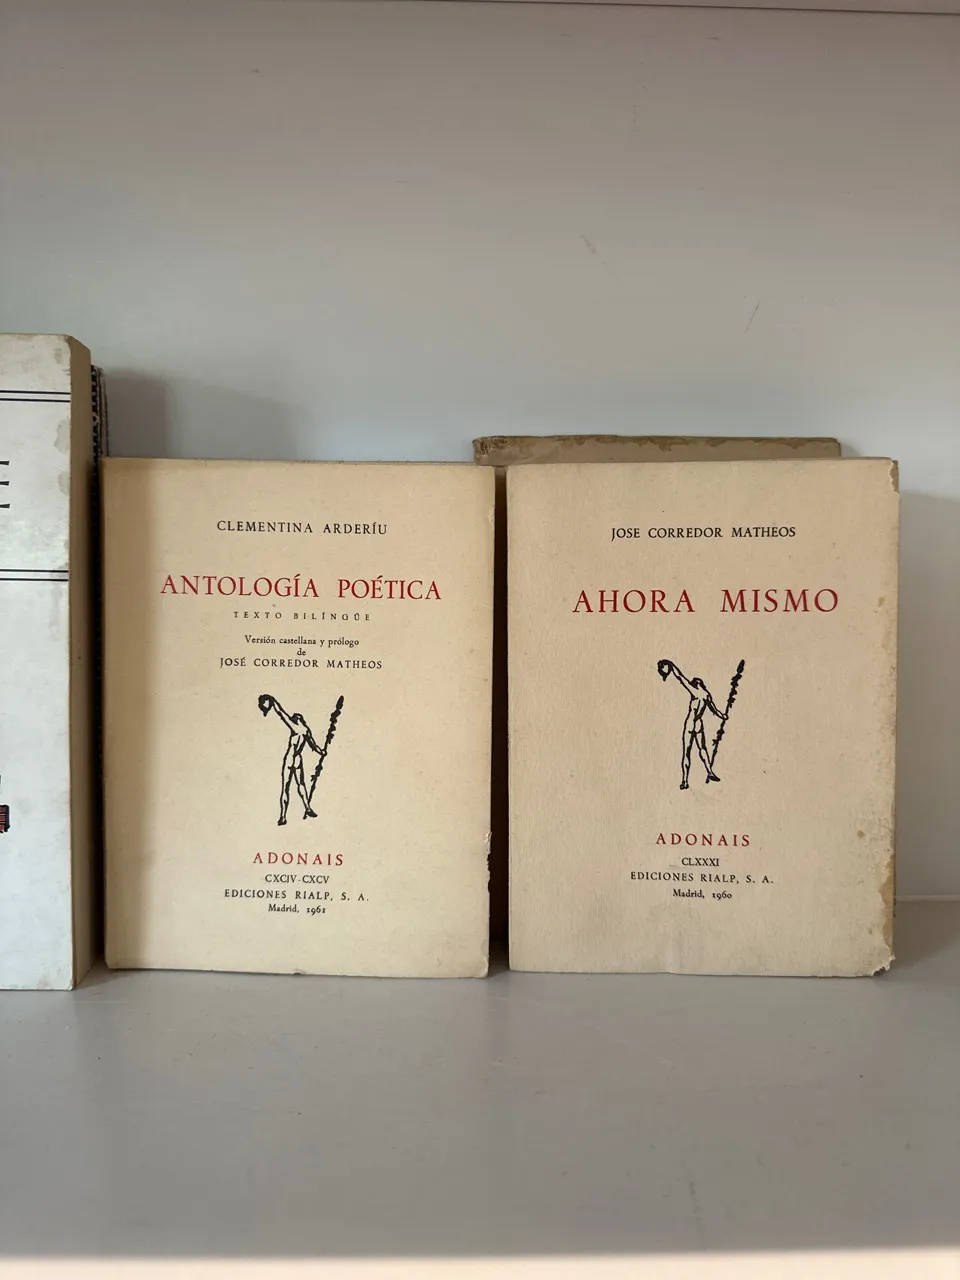 CLEMENTINA ARDERÍU
ANTOLOGÍA POÉTICA
TEXTO BILINGÜE
Versión castellana y prólogo
de
JOSÉ CORREDOR MATHEOS
ADONAIS
CXCIV-CXCV
EDICIONES RIALP, S. A.
Madrid, 1961
JOSE CORREDOR MATHEOS
AHORA MISMO
ADONAIS
CLXXXI
EDICIONES RIALP, S. A.
Madrid, 1960